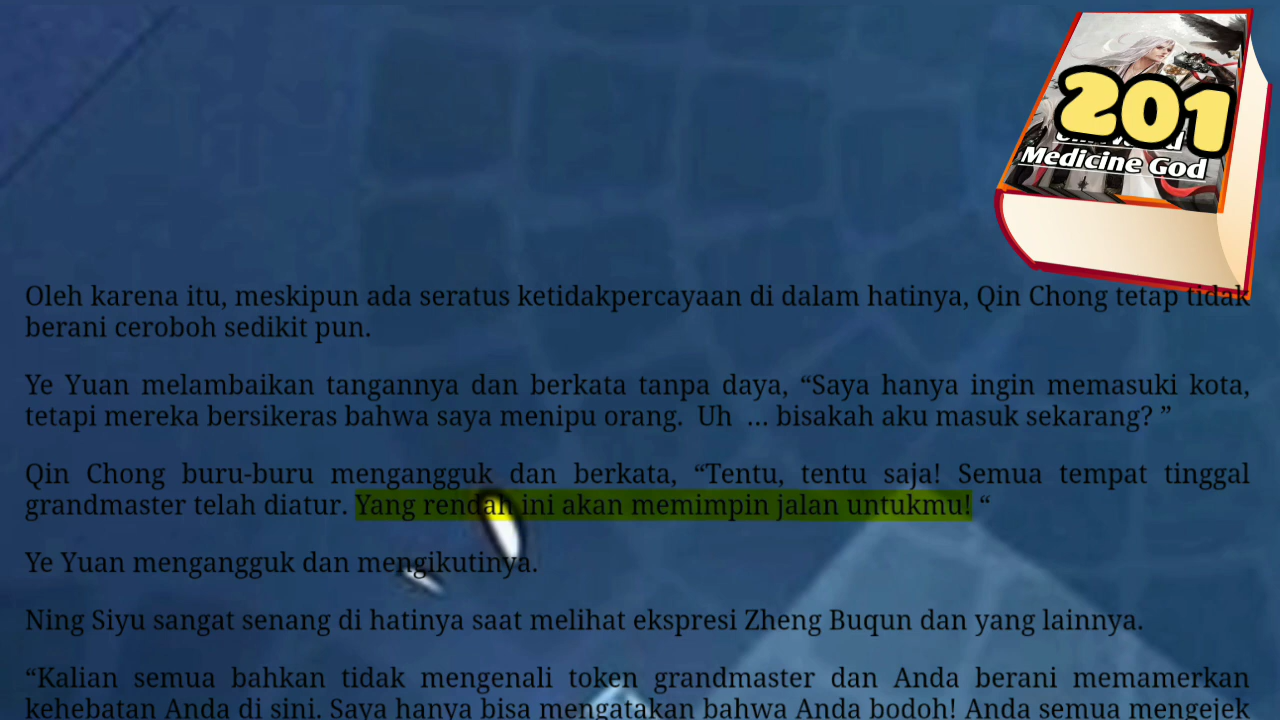 201
Medicine God
Oleh karena itu, meskipun ada seratus ketidakpercayaan di dalam hatinya, Qin Chong tetap tidak
berani ceroboh sedikit pun.
Ye Yuan melambaikan tangannya dan berkata tanpa daya, “Saya hanya ingin memasuki kota,
tetapi mereka bersikeras bahwa saya menipu orang.  Uh  … bisakah aku masuk sekarang? ”
Qin Chong buru-buru mengangguk dan berkata, “Tentu, tentu saja! Semua tempat tinggal
grandmaster telah diatur. Yang rendah ini akan memimpin jalan untukmu! “
Ye Yuan mengangguk dan mengikutinya.
Ning Siyu sangat senang di hatinya saat melihat ekspresi Zheng Buqun dan yang lainnya.
“Kalian semua bahkan tidak mengenali token grandmaster dan Anda berani memamerkan
kehebatan Anda di sini. Saya hanya bisa mengatakan bahwa Anda bodoh! Anda semua mengejek